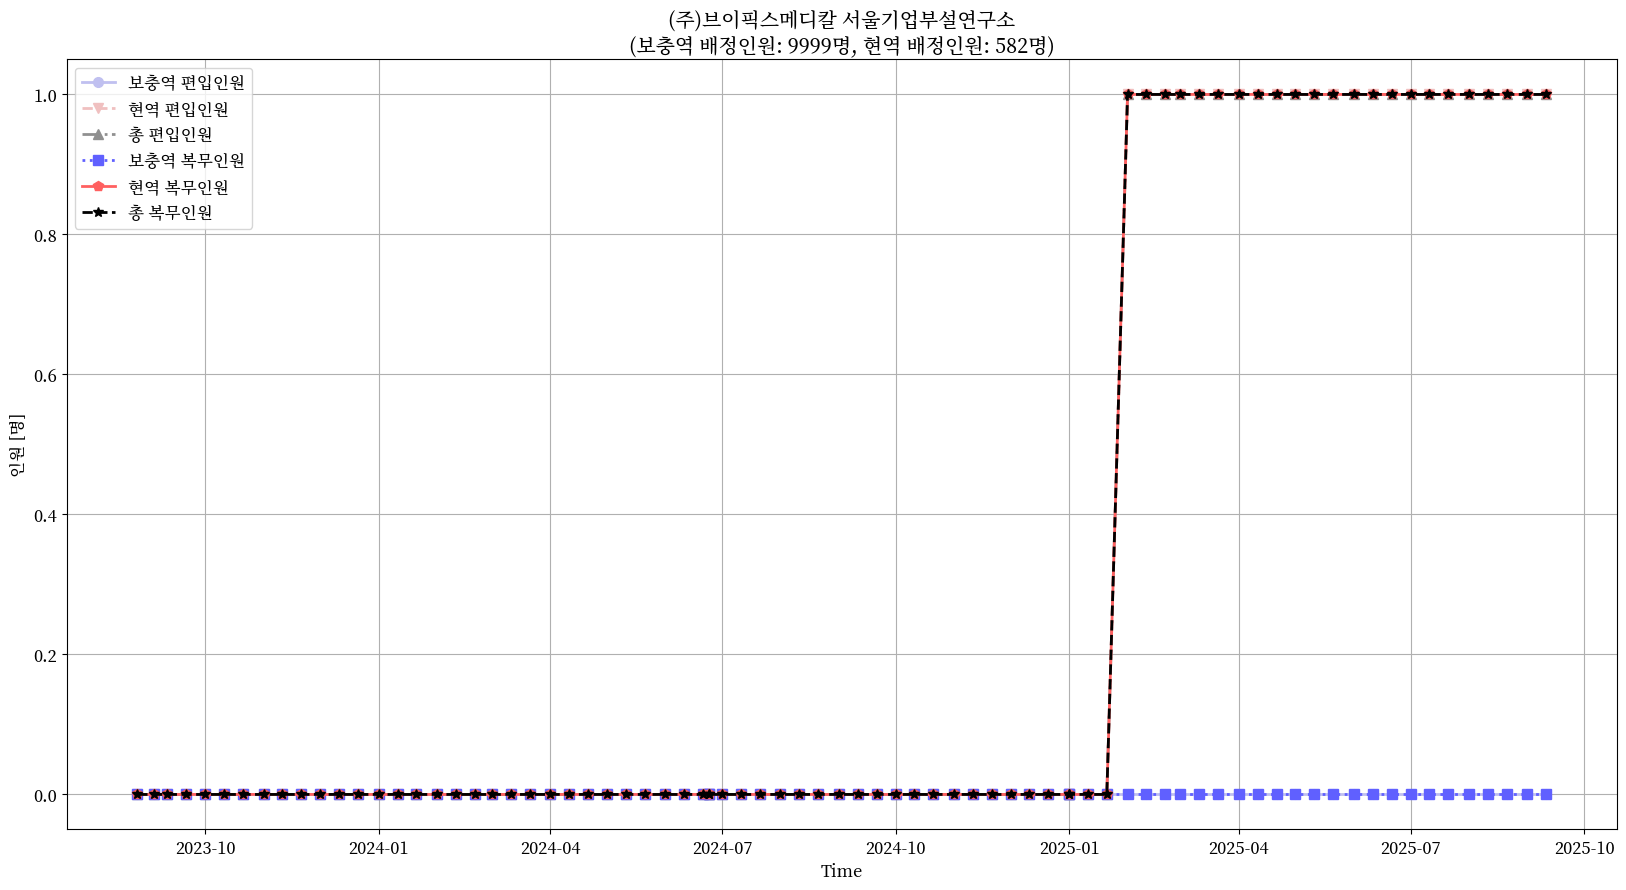 (주)브이픽스메디칼 서울기업부설연구소
(보충역 배정인원: 9999명, 현역 배정인원: 582명)
보충역 편입인원
현역 편입인원
총 편입인원
보충역 복무인원
현역 복무인원
총 복무인원
1.0
0.8
0.6
0.4
0.2
0.0
인원 [명]
2023-10
2024-01
2024-04
2024-07
2024-10
2025-01
2025-04
2025-07
2025-10
Time